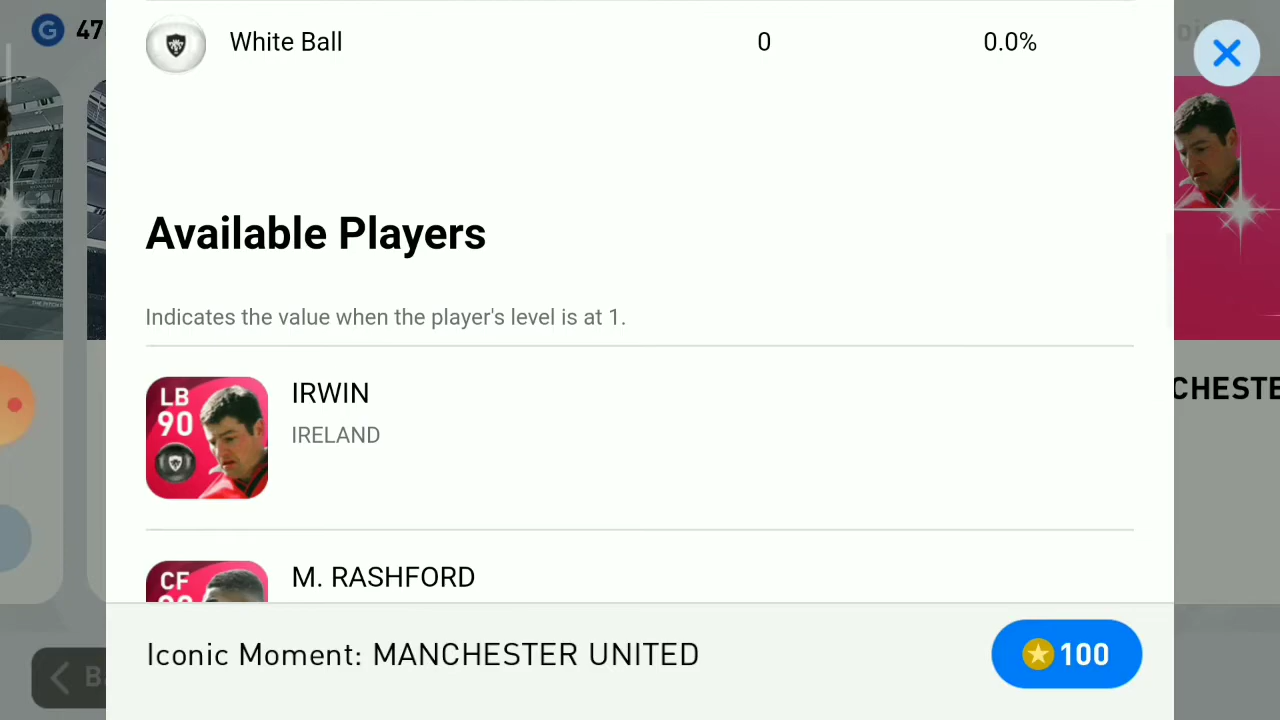 47
White Ball 0 0.0%
Available Players
Indicates the value when the player's level is at 1.
LB
90
IRWIN
IRELAND
CHESTE
CF
M. RASHFORD
Iconic Moment: MANCHESTER UNITED
100